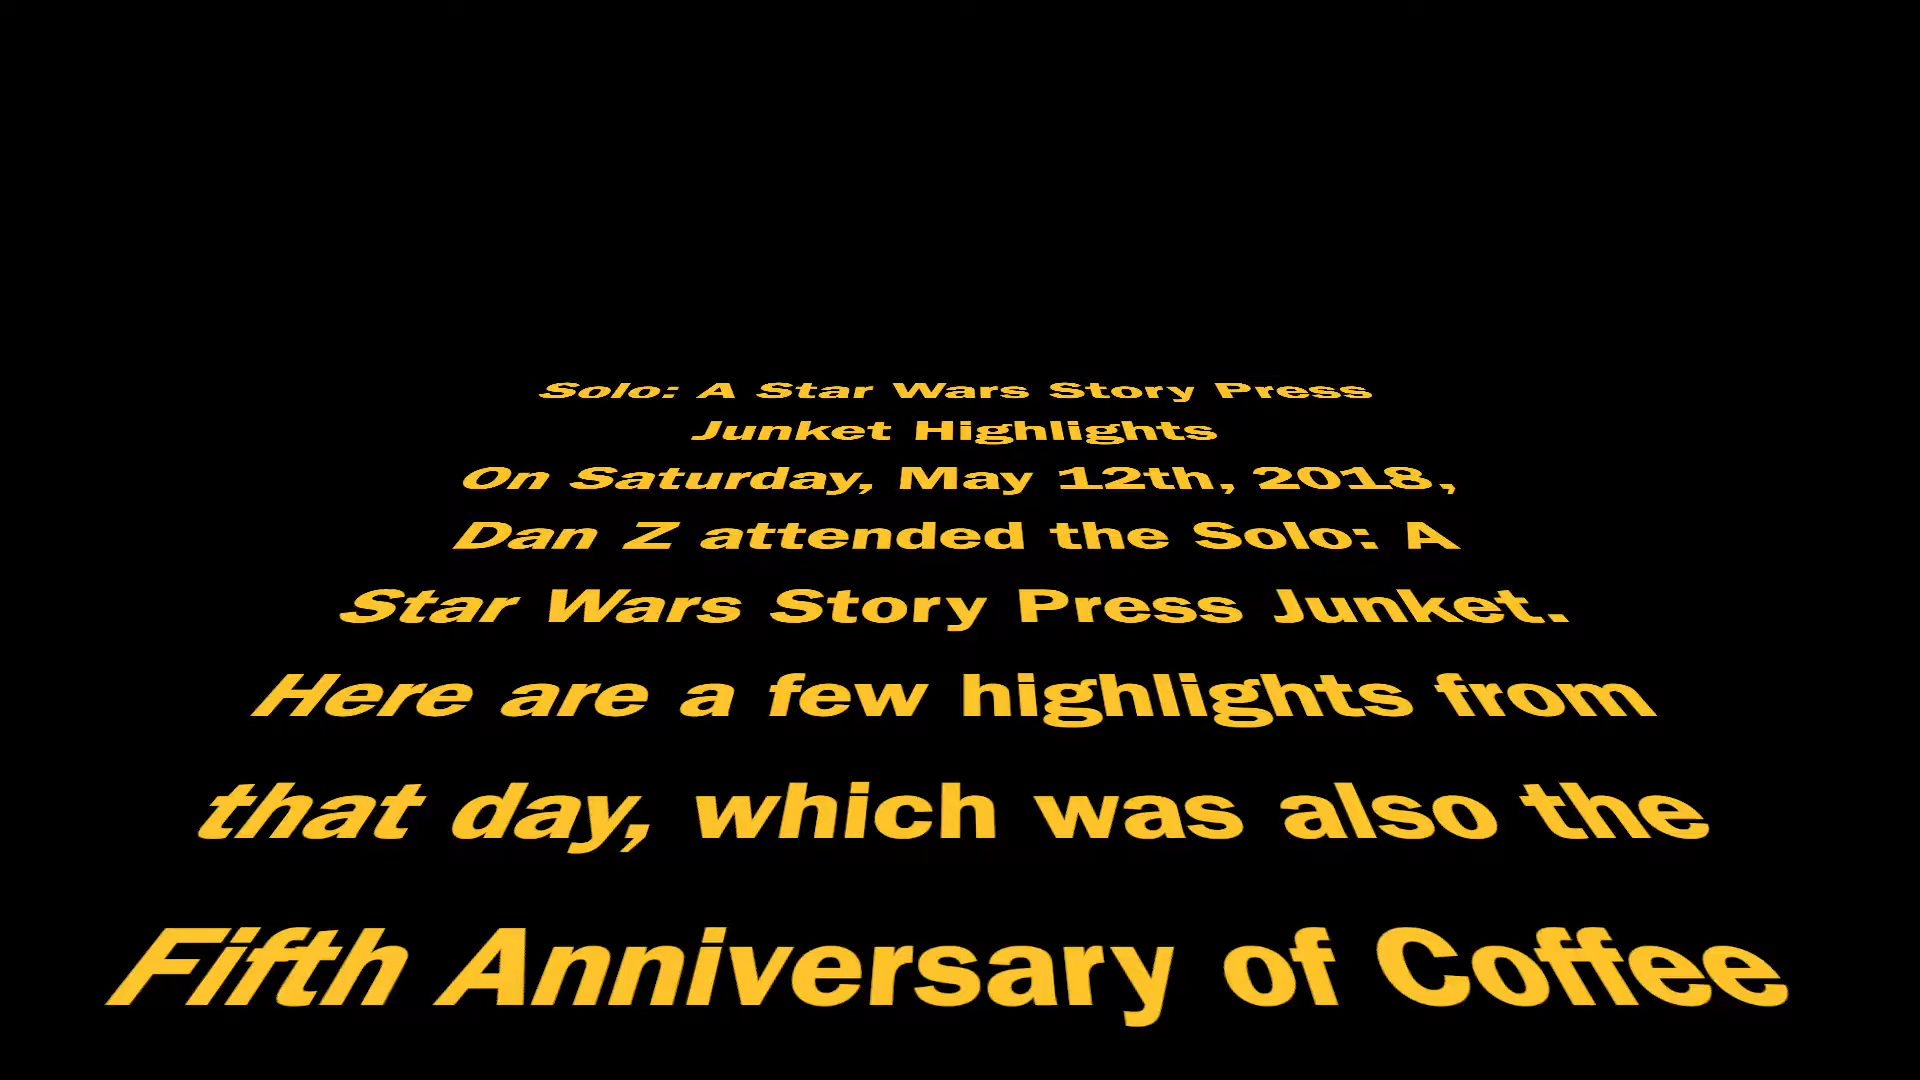 Solo: A Star Wars Story Press
Junket Highlights
On Saturday, May 12th, 2018,
Dan Z attended the Solo: A
Star Wars Story Press Junket.
Here are a few highlights from
that day, which was also the
Fifth Anniversary of Coffee